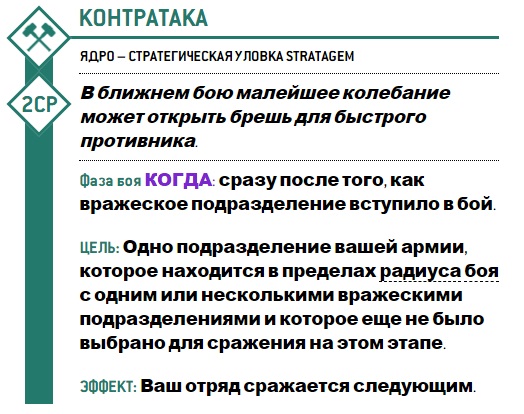 КОНТРАТАКА
ЯДРО – СТРАТЕГИЧЕСКАЯ УЛОВКА STRATAGEM
2CP
В ближнем бою малейшее колебание
может открыть брешь для быстрого
противника.
Фаза боя КОГДА: сразу после того, как
вражеское подразделение вступило в бой.
ЦЕЛЬ: Одно подразделение вашей армии,
которое находится в пределах радиуса боя
с одним или несколькими вражескими
подразделениями и которое еще не было
выбрано для сражения на этом этапе.
ЭФФЕКТ: Ваш отряд сражается следующим.